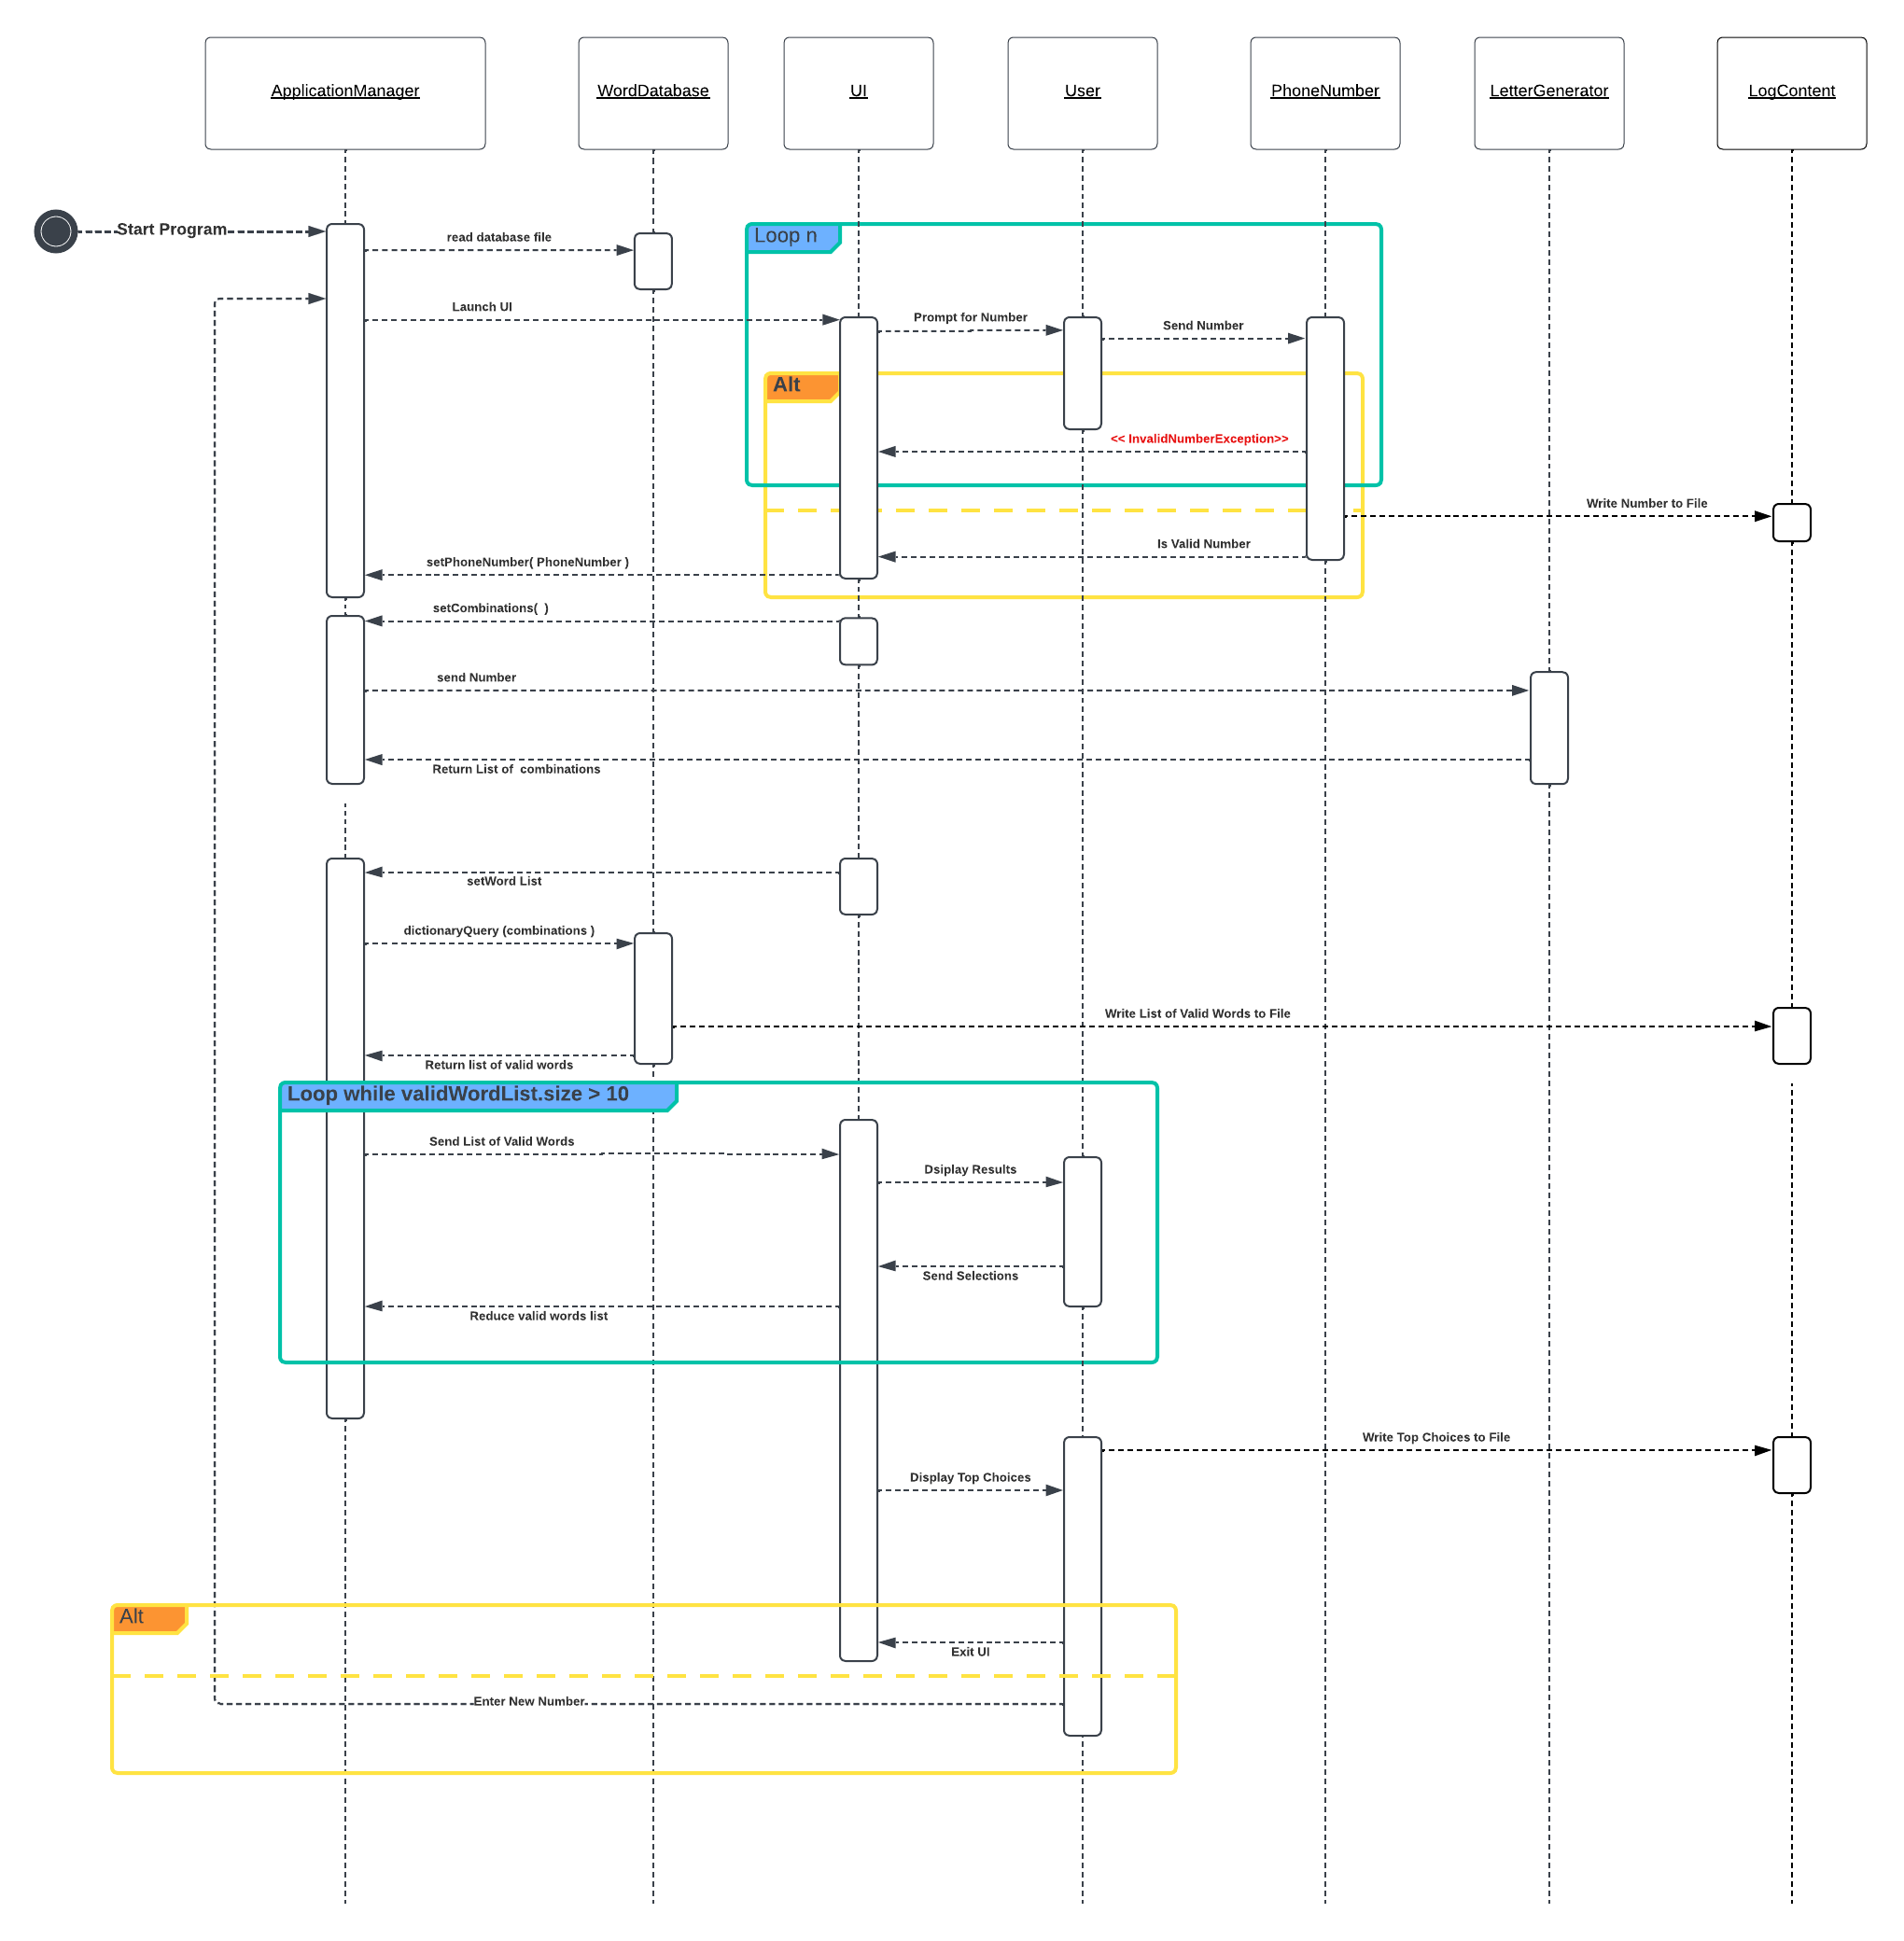 ApplicationManager
WordDatabase
UI
User
PhoneNumber
LetterGenerator
LogContent
Start Program
read database file
Loop n
Launch UI
Prompt for Number
Send Number
Alt
<< InvalidNumberException>>
Write Number to File
Is Valid Number
setPhoneNumber( PhoneNumber )
setCombinations(  )
send Number
Return List of  combinations
setWord List
dictionaryQuery (combinations )
Write List of Valid Words to File
Return list of valid words
Loop while validWordList.size > 10
Send List of Valid Words
Dsiplay Results
Send Selections
Reduce valid words list
Write Top Choices to File
Display Top Choices
Alt
Exit UI
Enter New Number